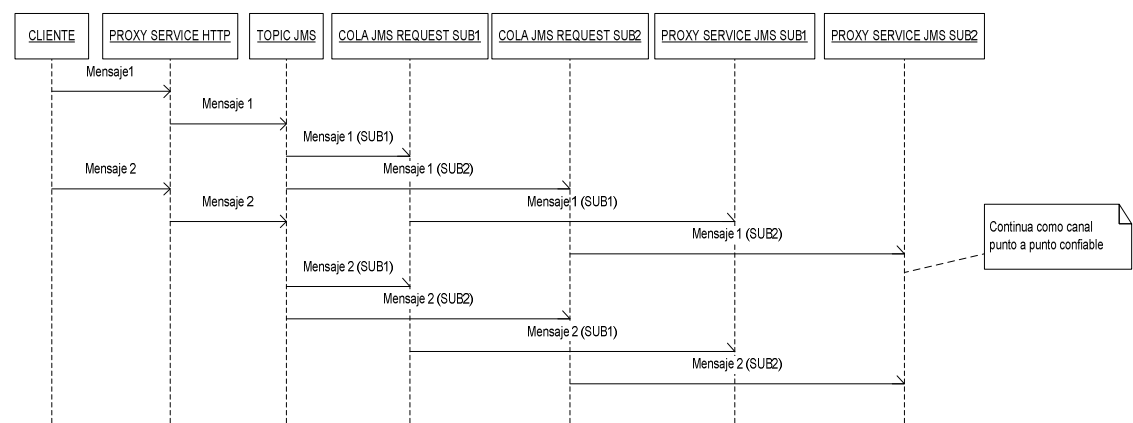 CLIENTE
PROXY SERVICE HTTP
TOPIC JMS
COLA JMS REQUEST SUB1
COLA JMS REQUEST SUB2
PROXY SERVICE JMS SUB1
PROXY SERVICE JMS SUB2
Mensaje1
Mensaje 1
Mensaje 1 (SUB1)
Mensaje 2
Mensaje 1 (SUB2)
Mensaje 2
Mensaje 1 (SUB1)
Mensaje 1 (SUB2)
Continua como canal
punto a punto confiable
Mensaje 2 (SUB1)
Mensaje 2 (SUB2)
Mensaje 2 (SUB1)
Mensaje 2 (SUB2)